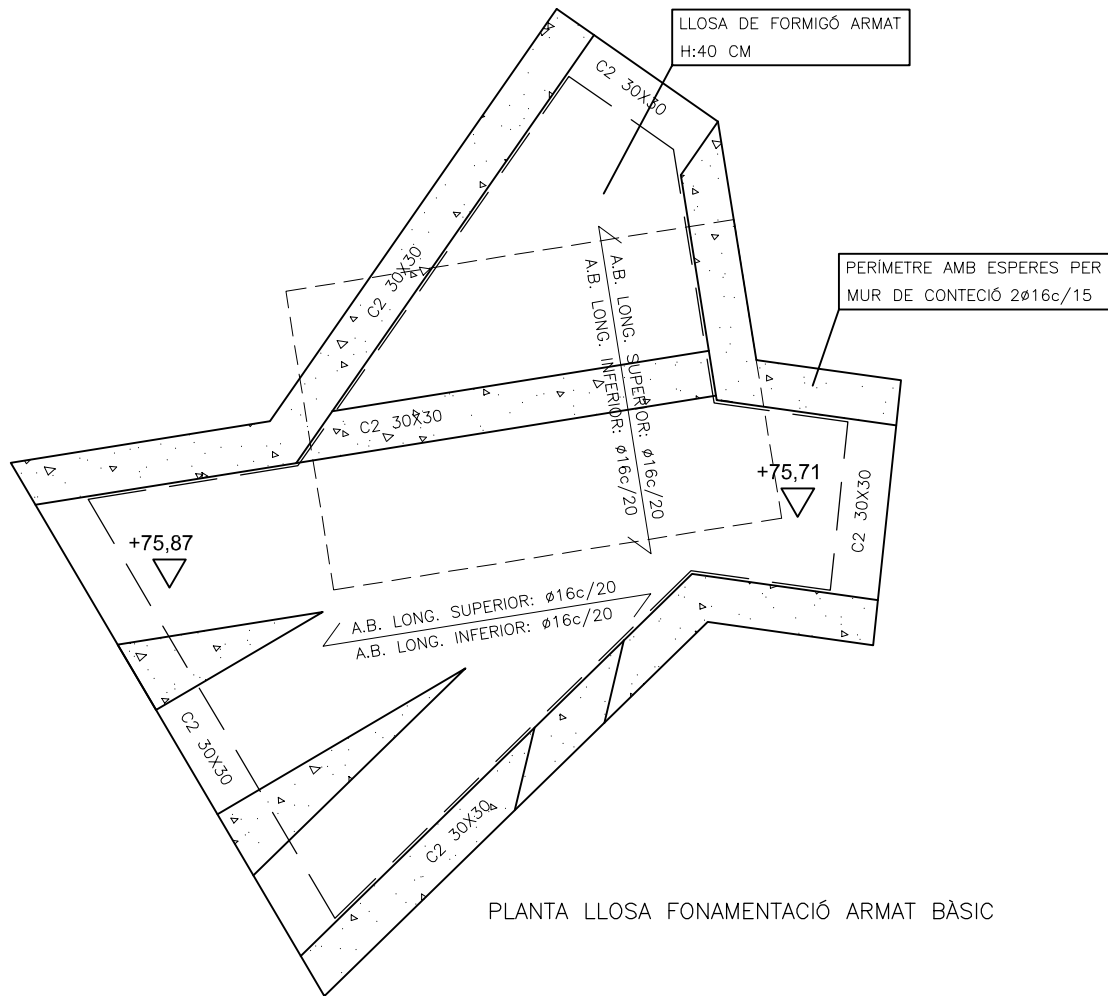 LLOSA DE FORMIGÓ ARMAT
H:40 CM
C2 30X30
C2 30X30
PERÍMETRE AMB ESPERES PER
MUR DE CONTECIÓ 2ø16c/15
A.B. LONG. SUPERIOR: ø16c/20
A.B. LONG. INFERIOR: ø16c/20
C2 30X30
+75,71
C2 30X30
+75,87
A.B. LONG. SUPERIOR: ø16c/20
A.B. LONG. INFERIOR: ø16c/20
C2 30X30
C2 30X30
PLANTA LLOSA FONAMENTACIÓ ARMAT BÀSIC